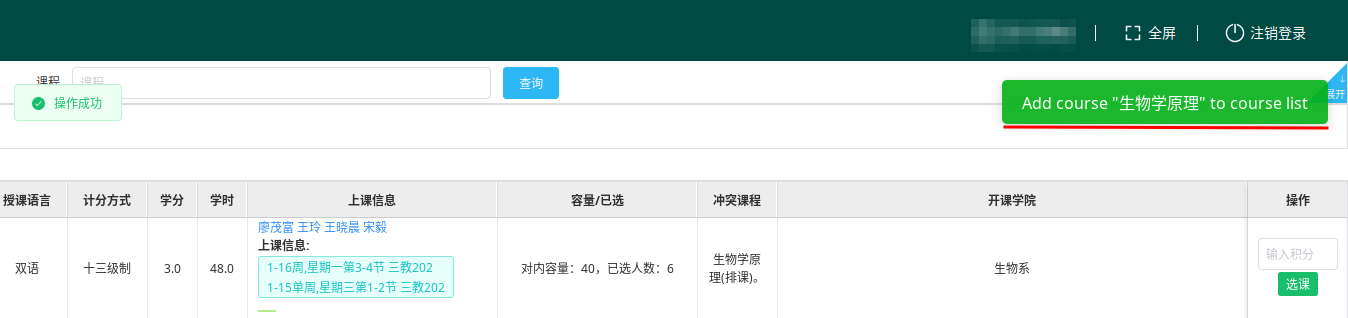 全屏
注销登录
课程
课程
查询
展开
操作成功
Add course "生物学原理" to course list
授课语言
计分方式
学分
学时
上课信息
容量/已选
冲突课程
开课学院
操作
双语
十三级制
3.0
48.0
廖茂富 王玲 王晓晨 宋毅
上课信息:
1-16周,星期一第3-4节 三教202
1-15单周,星期三第1-2节 三教202
对内容量：40，已选人数：6
生物学原
理(排课)。
生物系
输入积分
选课